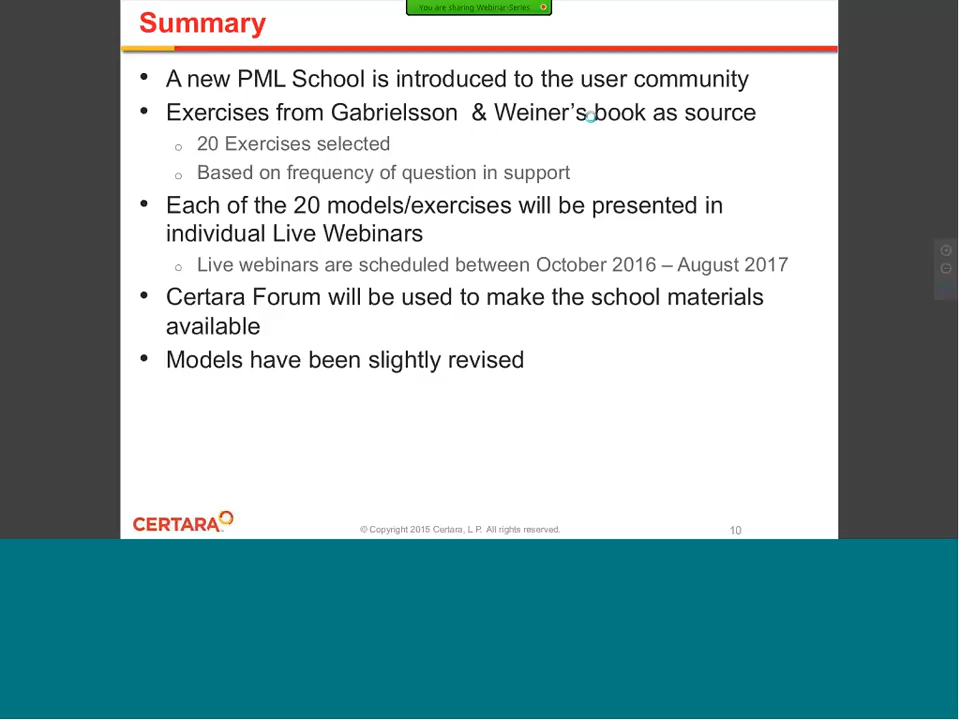 You are sharing Webinar-Series
Summary
• A new PML School is introduced to the user community
• Exercises from Gabrielsson & Weiner's book as source
○ 20 Exercises selected
○ Based on frequency of question in support
• Each of the 20 models/exercises will be presented in
individual Live Webinars
○ Live webinars are scheduled between October 2016 – August 2017
• Certara Forum will be used to make the school materials
available
• Models have been slightly revised
CERTARA
© Copyright 2015 Certara, L.P. All rights reserved.
10